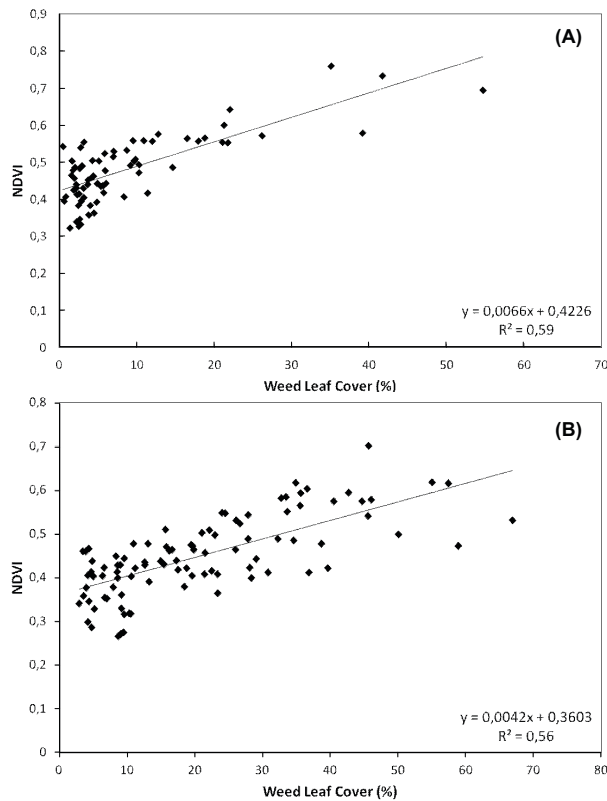 0,9
(A)
0,8
0,7
0,6
0,5
NDVI
0,4
0,3
0,2
0,1
y = 0,0066x + 0,4226
R² = 0,59
0
0 10 20 30 40 50 60 70
Weed Leaf Cover (%)
0,8
(B)
0,7
0,6
0,5
NDVI
0,4
0,3
0,2
0,1
y = 0,0042x + 0,3603
R² = 0,56
0
0 10 20 30 40 50 60 70 80
Weed Leaf Cover (%)